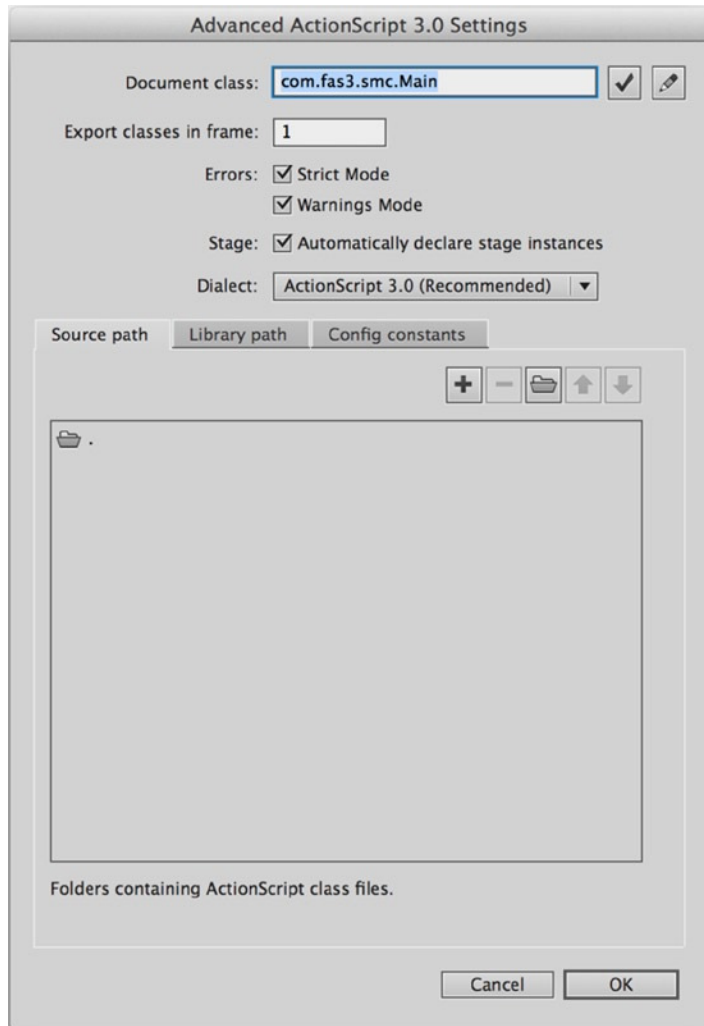 Advanced ActionScript 3.0 Settings
Document class: com.fas3.smc.Main
Export classes in frame: 1
Errors: Strict Mode
Warnings Mode
Stage: Automatically declare stage instances
Dialect: ActionScript 3.0 (Recommended)
Source path Library path Config constants
.
Folders containing ActionScript class files.
Cancel OK